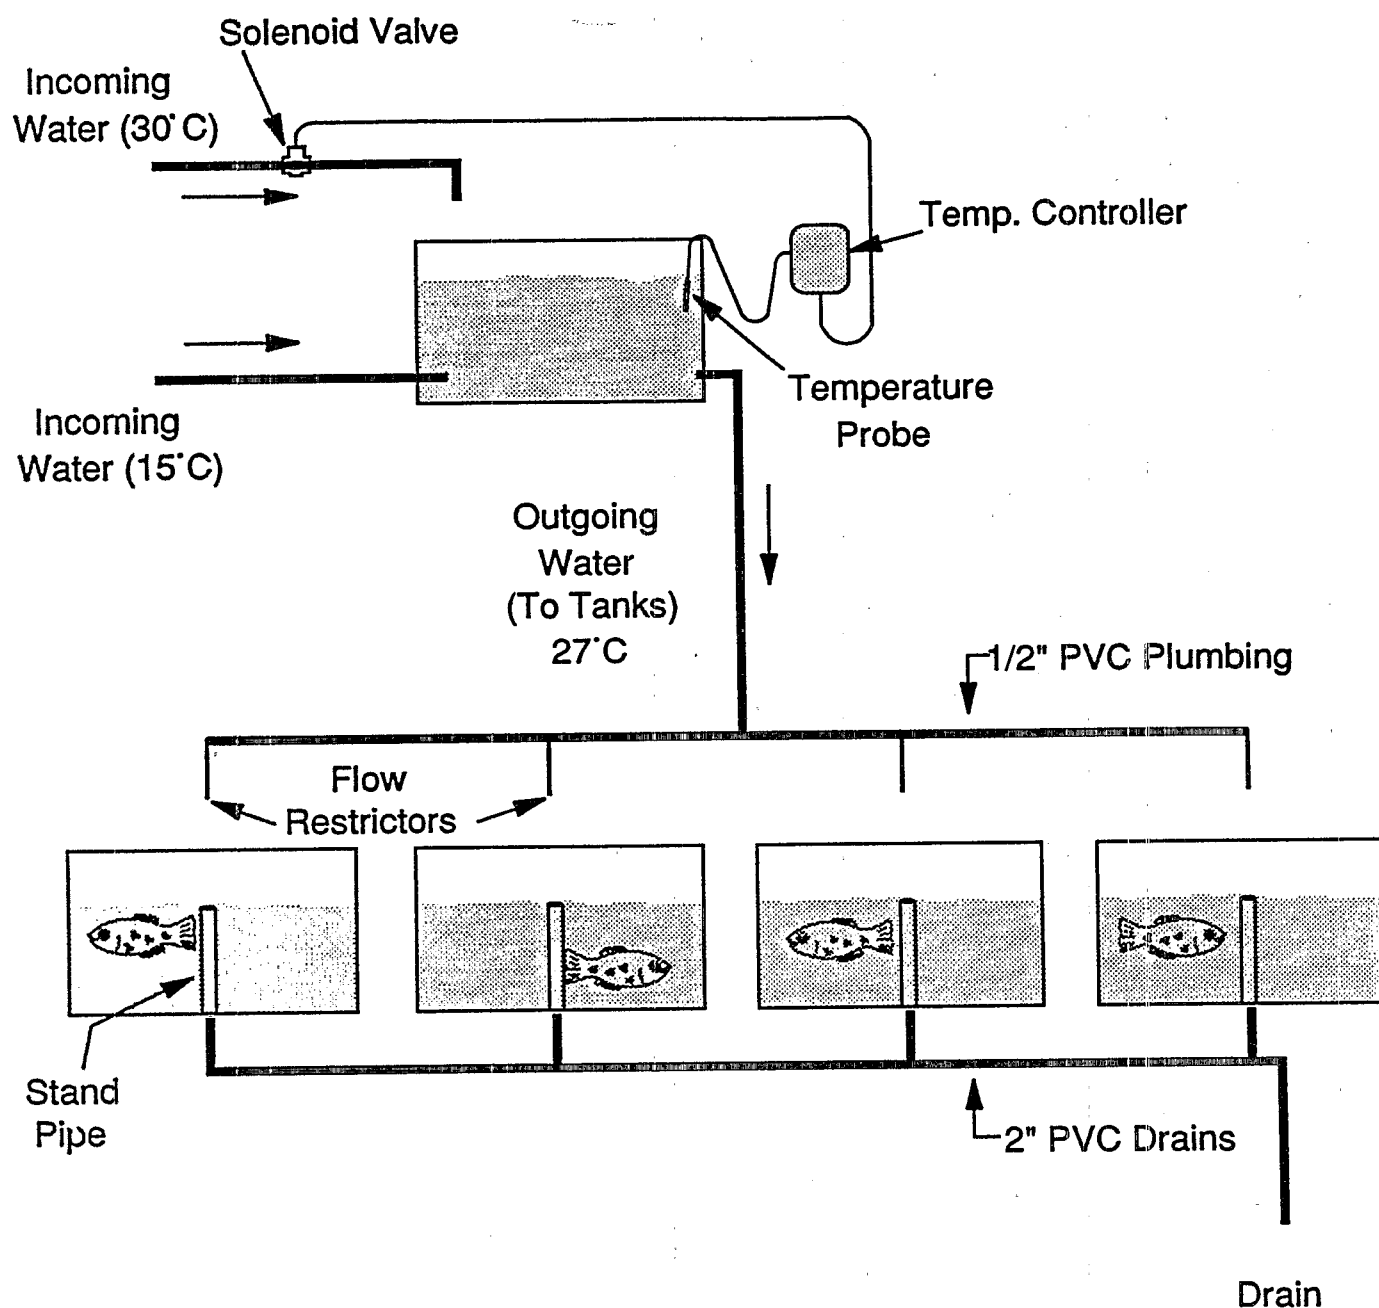 Solenoid Valve
Incoming
Water (30°C)
Temp. Controller
Temperature
Probe
Incoming
Water (15°C)
Outgoing
Water
(To Tanks)
27°C
1/2" PVC Plumbing
Flow
Restrictors
Stand
Pipe
2" PVC Drains
Drain